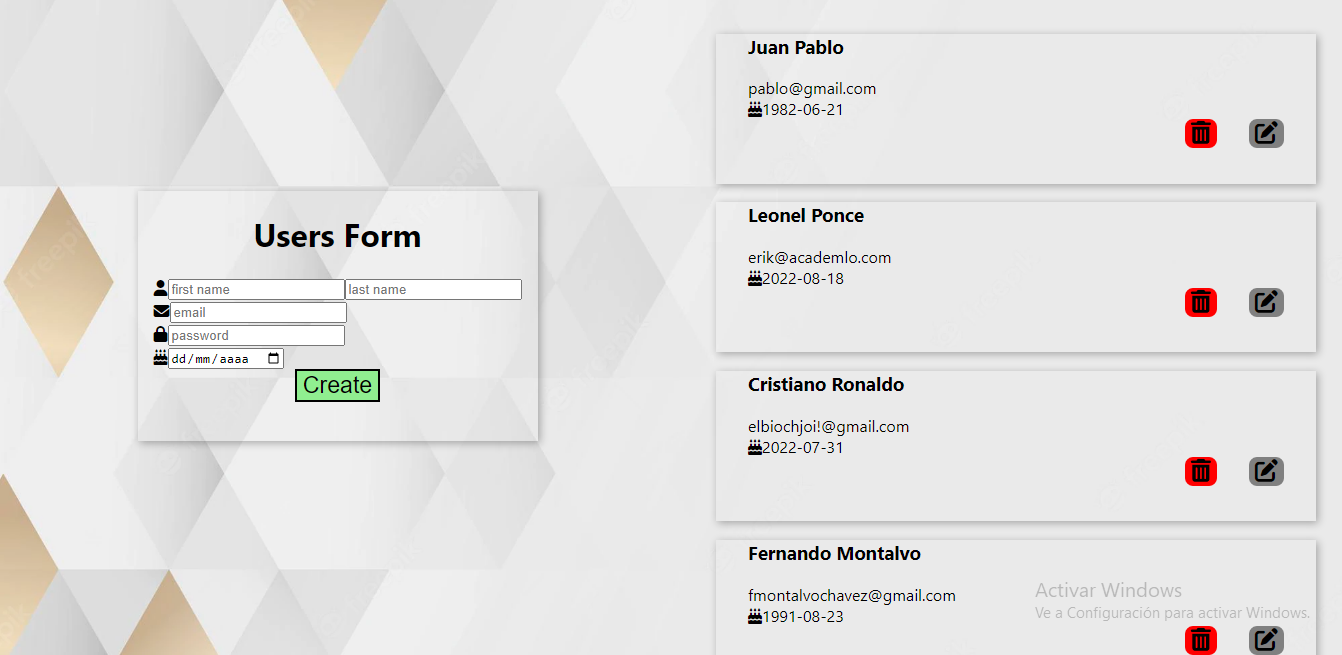 Users Form
first name last name
email
password
dd/mm/aaaa
Create
Juan Pablo
pablo@gmail.com
1982-06-21
Leonel Ponce
erik@academlo.com
2022-08-18
Cristiano Ronaldo
elbiochjoi!@gmail.com
2022-07-31
Fernando Montalvo
fmontalvochavez@gmail.com
1991-08-23
Activar Windows
Ve a Configuración para activar Windows.
freepik